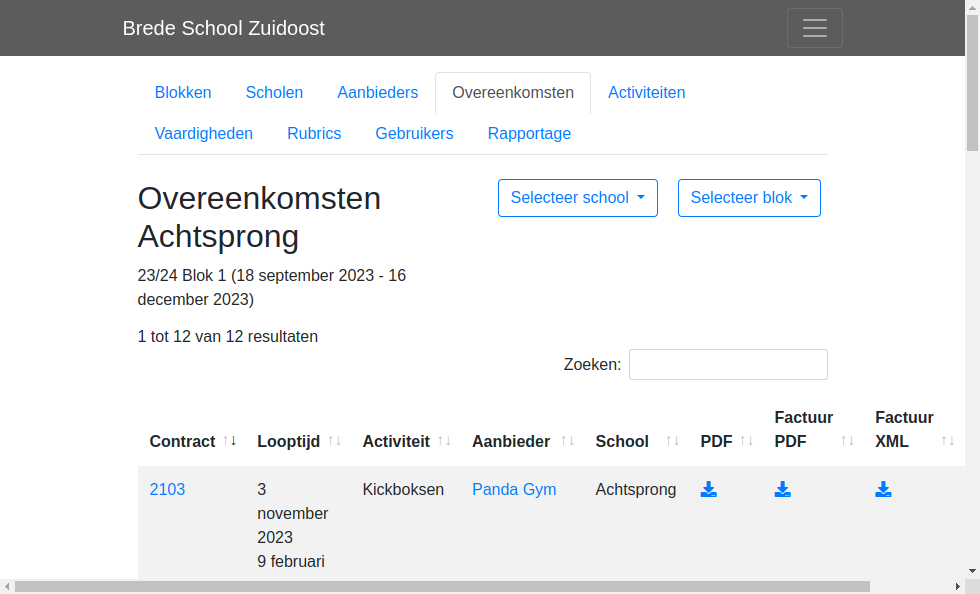 Brede School Zuidoost
Blokken Scholen Aanbieders Overeenkomsten Activiteiten
Vaardigheden Rubrics Gebruikers Rapportage
Overeenkomsten
Achtsprong
Selecteer school Selecteer blok
23/24 Blok 1 (18 september 2023 - 16
december 2023)
1 tot 12 van 12 resultaten
Zoeken:
Contract Looptijd Activiteit Aanbieder School PDF Factuur PDF Factuur XML
2103 3 Kickboksen Panda Gym Achtsprong
november
2023
9 februari